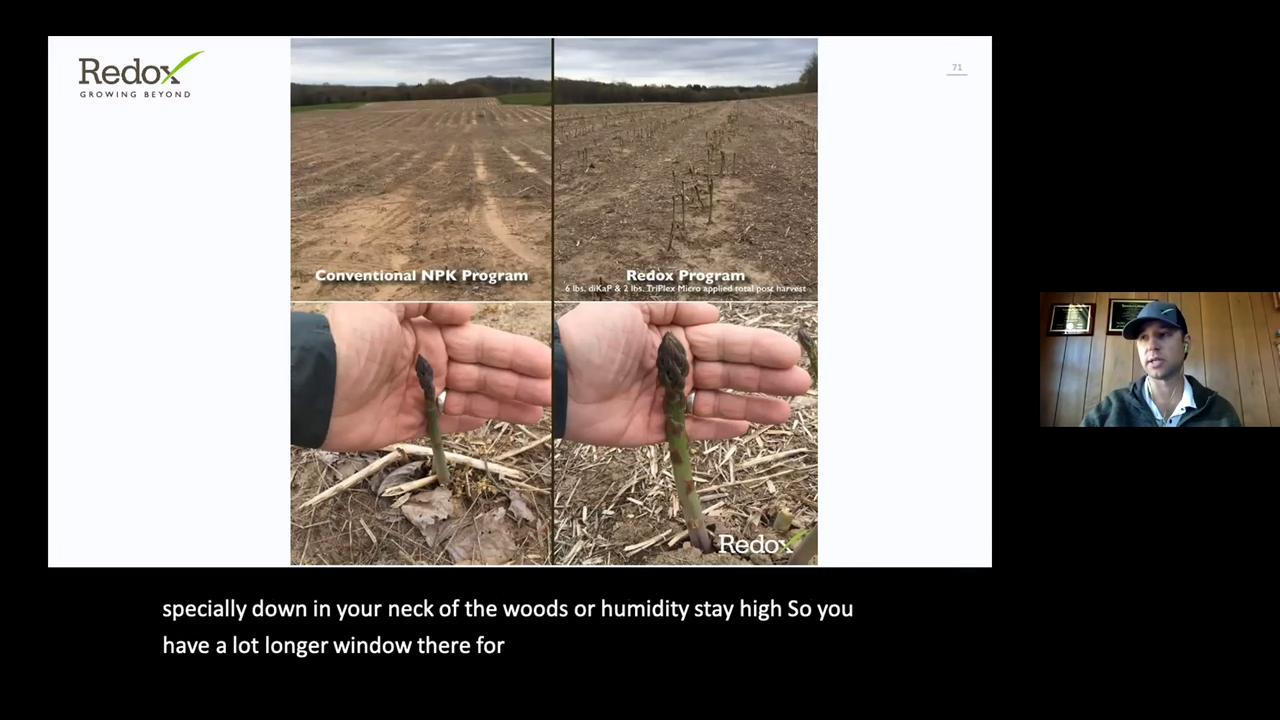 Redox
GROWING BEYOND
71
Conventional NPK Program
Redox Program
6 lbs. diKaP & 2 lbs. TriPlex Micro applied total post harvest
Redox
specially down in your neck of the woods or humidity stay high So you
have a lot longer window there for